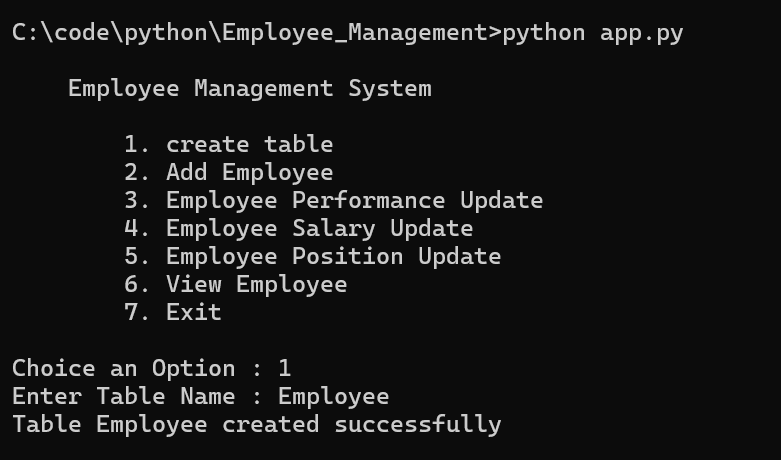 C:\code\python\Employee_Management>python app.py
Employee Management System
1. create table
2. Add Employee
3. Employee Performance Update
4. Employee Salary Update
5. Employee Position Update
6. View Employee
7. Exit
Choice an Option : 1
Enter Table Name : Employee
Table Employee created successfully